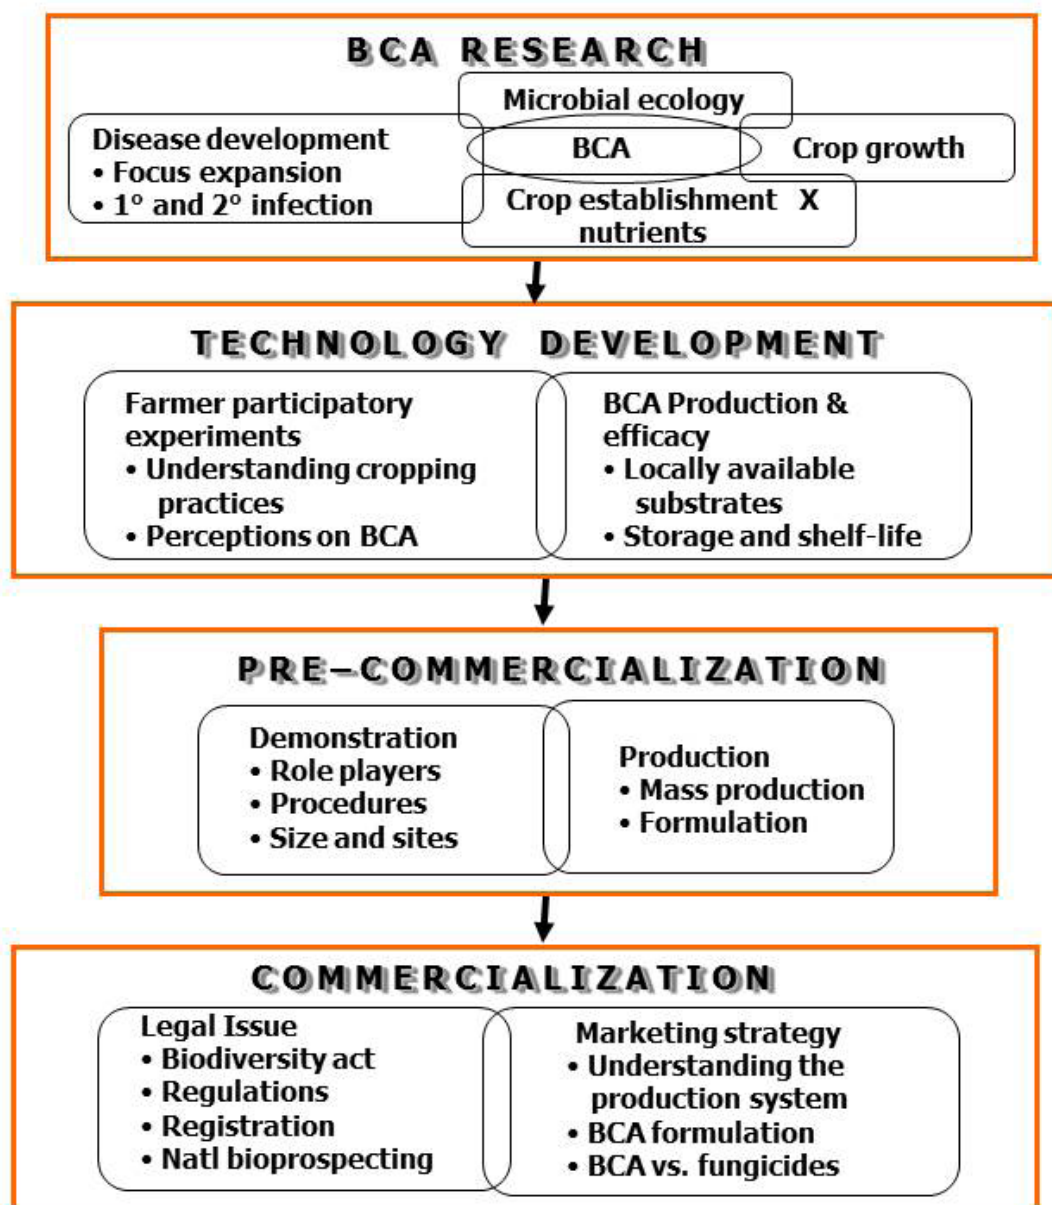 BCA RESEARCH
Microbial ecology
Disease development
• Focus expansion
• 1° and 2° infection
BCA
Crop growth
Crop establishment X
nutrients
TECHNOLOGY DEVELOPMENT
Farmer participatory
experiments
• Understanding cropping
practices
• Perceptions on BCA
BCA Production &
efficacy
• Locally available
substrates
• Storage and shelf-life
PRE–COMMERCIALIZATION
Demonstration
• Role players
• Procedures
• Size and sites
Production
• Mass production
• Formulation
COMMERCIALIZATION
Legal Issue
• Biodiversity act
• Regulations
• Registration
• Natl bioprospecting
Marketing strategy
• Understanding the
production system
• BCA formulation
• BCA vs. fungicides